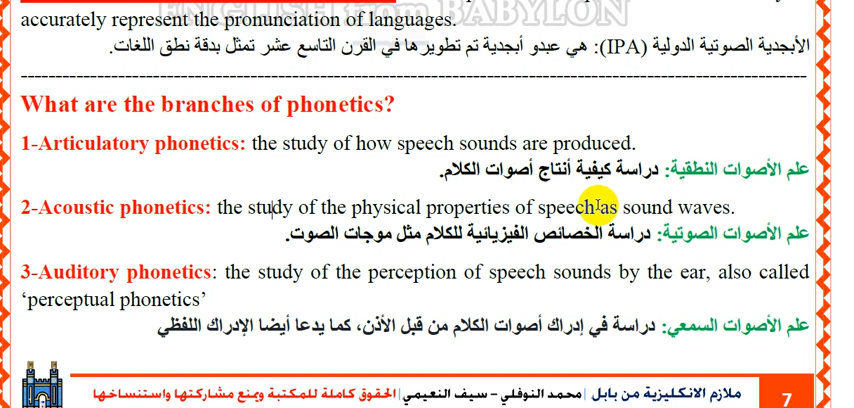 ENGLISH from BABYLON
accurately represent the pronunciation of languages.
الأبجدية الصوتية الدولية (IPA): هي عبدو أبجدية تم تطويرها في القرن التاسع عشر تمثل بدقة نطق اللغات.
What are the branches of phonetics?
1-Articulatory phonetics: the study of how speech sounds are produced.
علم الأصوات النطقية: دراسة كيفية أنتاج أصوات الكلام.
2-Acoustic phonetics: the study of the physical properties of speech as sound waves.
علم الأصوات الصوتية: دراسة الخصائص الفيزيائية للكلام مثل موجات الصوت.
3-Auditory phonetics: the study of the perception of speech sounds by the ear, also called
‘perceptual phonetics’
علم الأصوات السمعي: دراسة في إدراك أصوات الكلام من قبل الأذن، كما يدعا أيضا الإدراك اللفظي
ملازم الانكليزية من بابل | محمد النوفلي - سيف النعيمي | الحقوق كاملة للمكتبة ويمنع مشاركتها واستنساخها
7